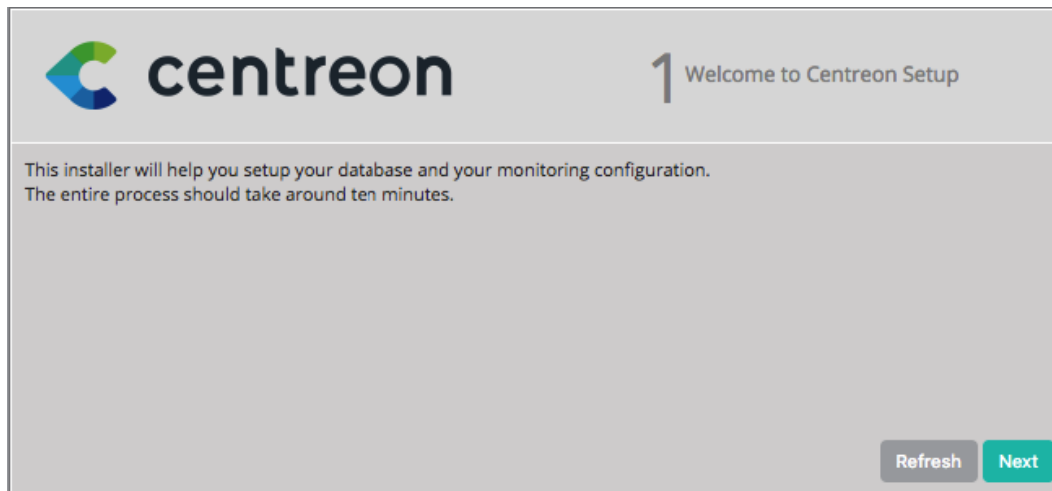 centreon
1 Welcome to Centreon Setup
This installer will help you setup your database and your monitoring configuration.
The entire process should take around ten minutes.
Refresh Next